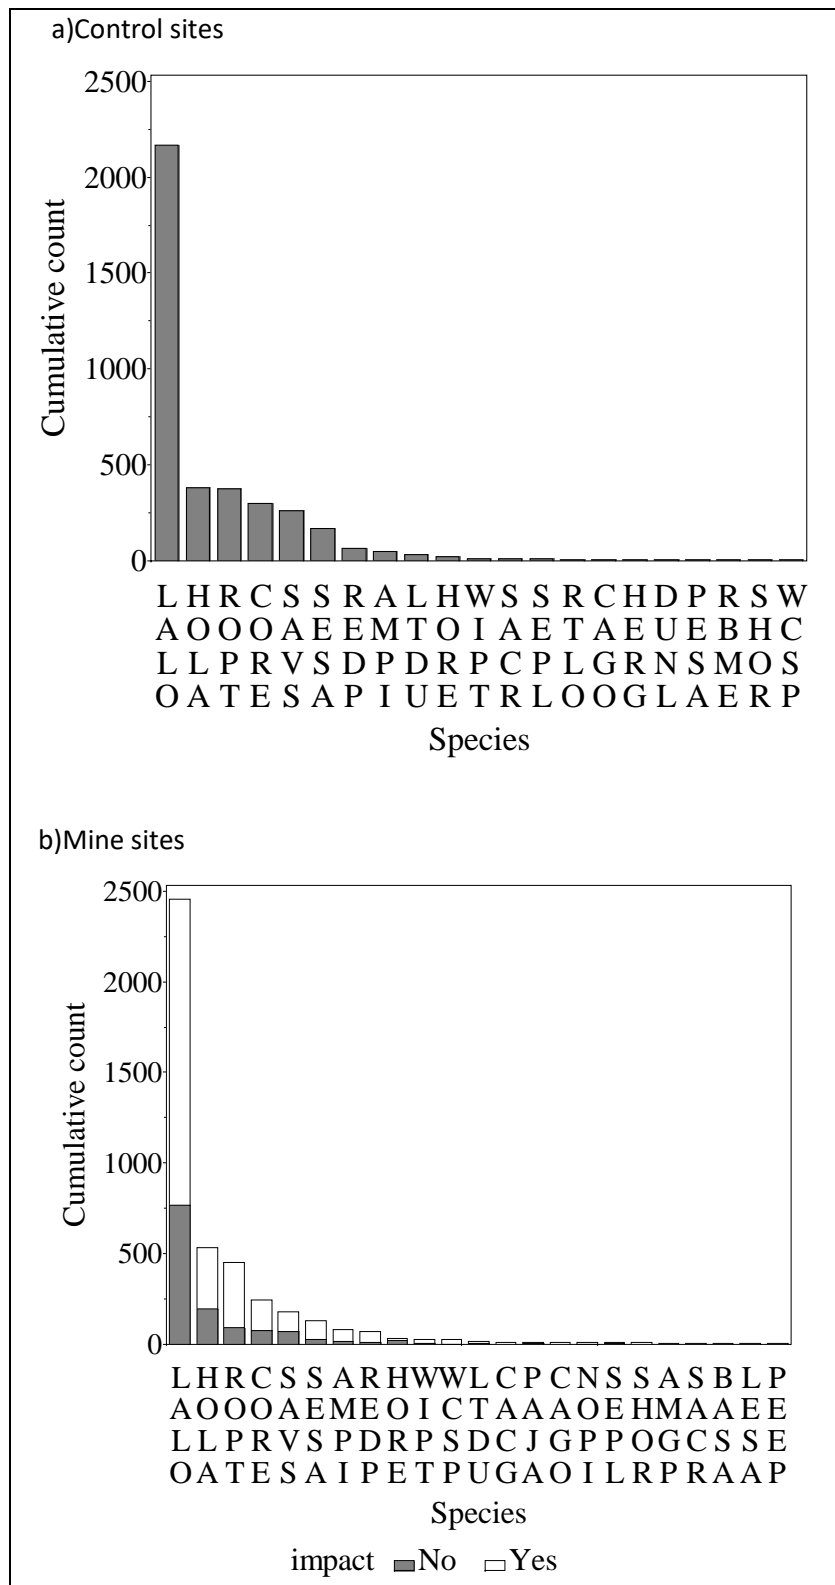 a)Control sites
2500
2000
1500
1000
500
0
Cumulative count
L H R C S S R A L H W S S R C H D P R S W
A O O O A E E M T O I A E T A E U E B H C
L L P R V S D P D R P C P L G R N S M O S
O A T E S A P I U E T R L O O G L A E R P
Species
b)Mine sites
2500
2000
1500
1000
500
0
Cumulative count
L H R C S S A R H W W L C P C N S S A S B L P
A O O O A E M E O I C T A A A O E H M A A E E
L L P R V S P D R P S D C J G P P O G C S S E
O A T E S A I P E T P U G A O I L R P R A A P
Species
impact No Yes